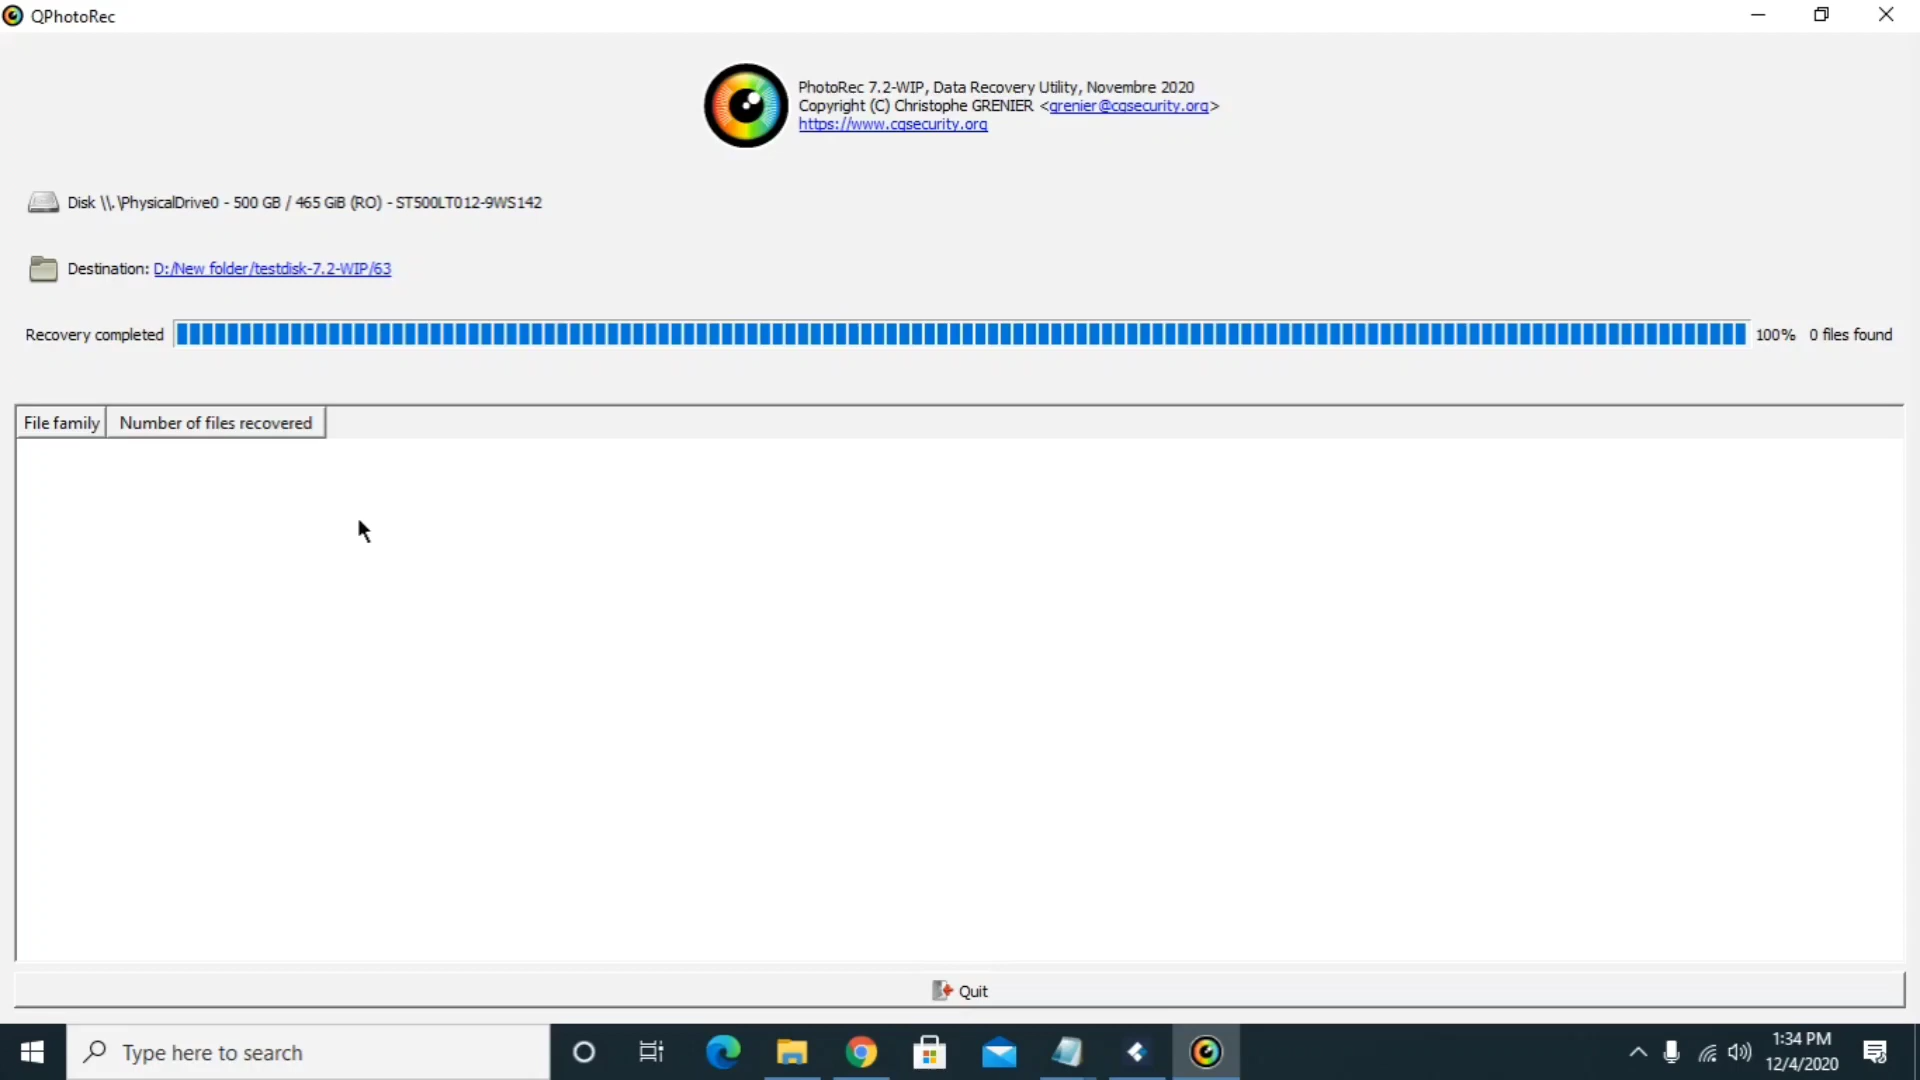 QPhotoRec
PhotoRec 7.2-WIP, Data Recovery Utility, Novembre 2020
Copyright (C) Christophe GRENIER <grenier@cgsecurity.org>
https://www.cgsecurity.org
Disk \\.\PhysicalDrive0 - 500 GB / 465 GiB (RO) - ST500LT012-9WS142
Destination: D:/New folder/testdisk-7.2-WIP/63
Recovery completed 100% 0 files found
File family Number of files recovered
Quit
Type here to search
1:34 PM
12/4/2020